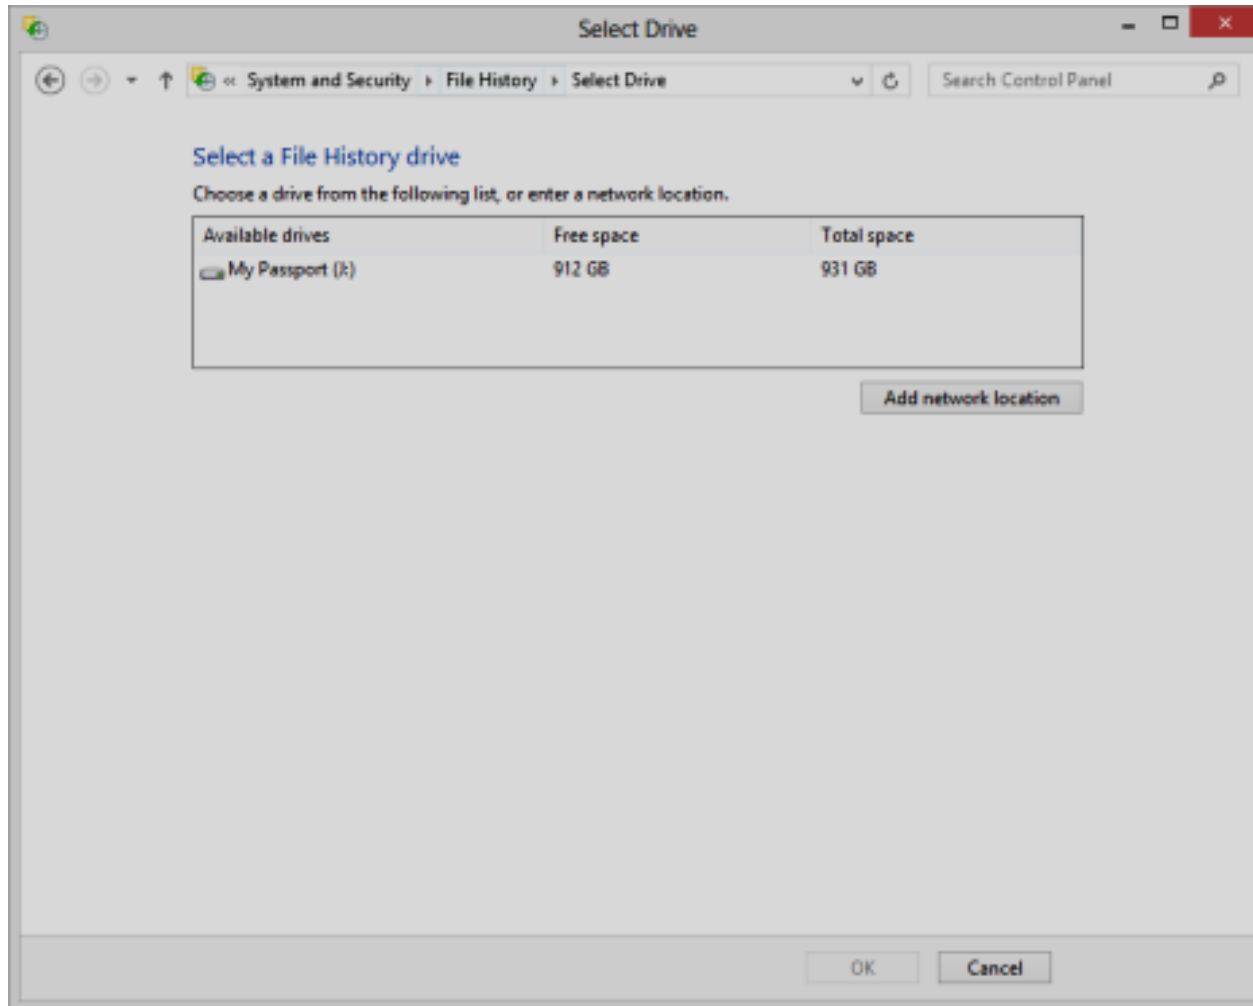 Select Drive
« System and Security ▸ File History ▸ Select Drive
Search Control Panel
Select a File History drive
Choose a drive from the following list, or enter a network location.
Available drives Free space Total space
My Passport (J:) 912 GB 931 GB
Add network location
OK Cancel